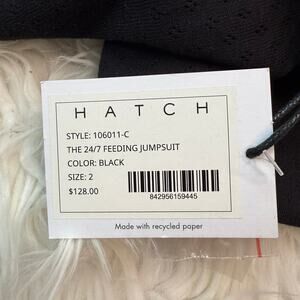 HATCH
STYLE: 106011-C
THE 24/7 FEEDING JUMPSUIT
COLOR: BLACK
SIZE: 2
$128.00
842956159445
Made with recycled paper